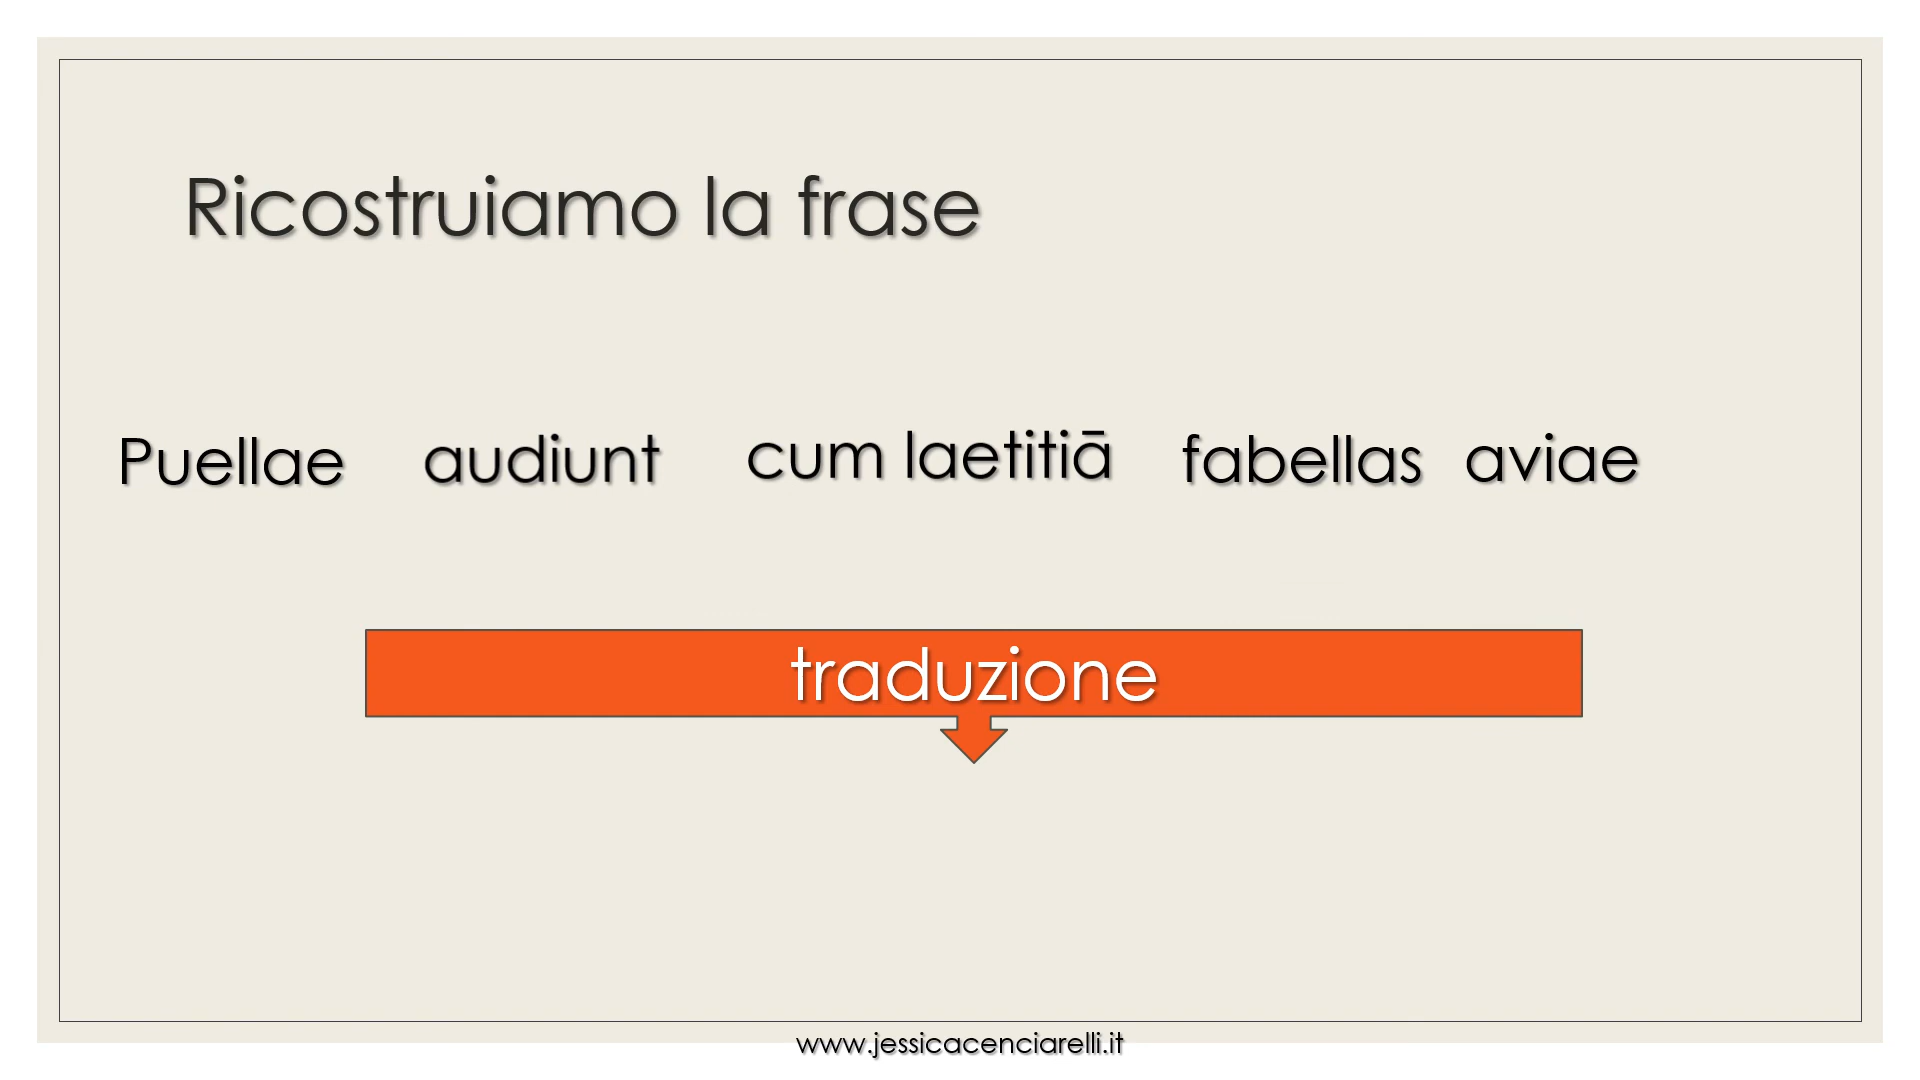 Ricostruiamo la frase
Puellae audiunt cum laetitiā fabellas aviae
traduzione
www.jessicacenciarelli.it